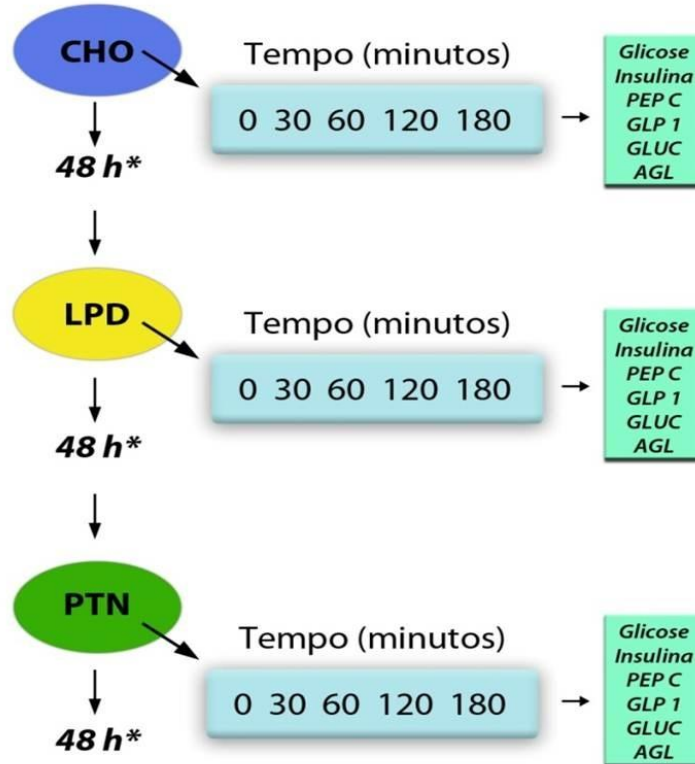 CHO
Tempo (minutos)
0 30 60 120 180
Glicose
Insulina
PEP C
GLP 1
GLUC
AGL
48 h*
LPD
Tempo (minutos)
0 30 60 120 180
Glicose
Insulina
PEP C
GLP 1
GLUC
AGL
48 h*
PTN
Tempo (minutos)
0 30 60 120 180
Glicose
Insulina
PEP C
GLP 1
GLUC
AGL
48 h*